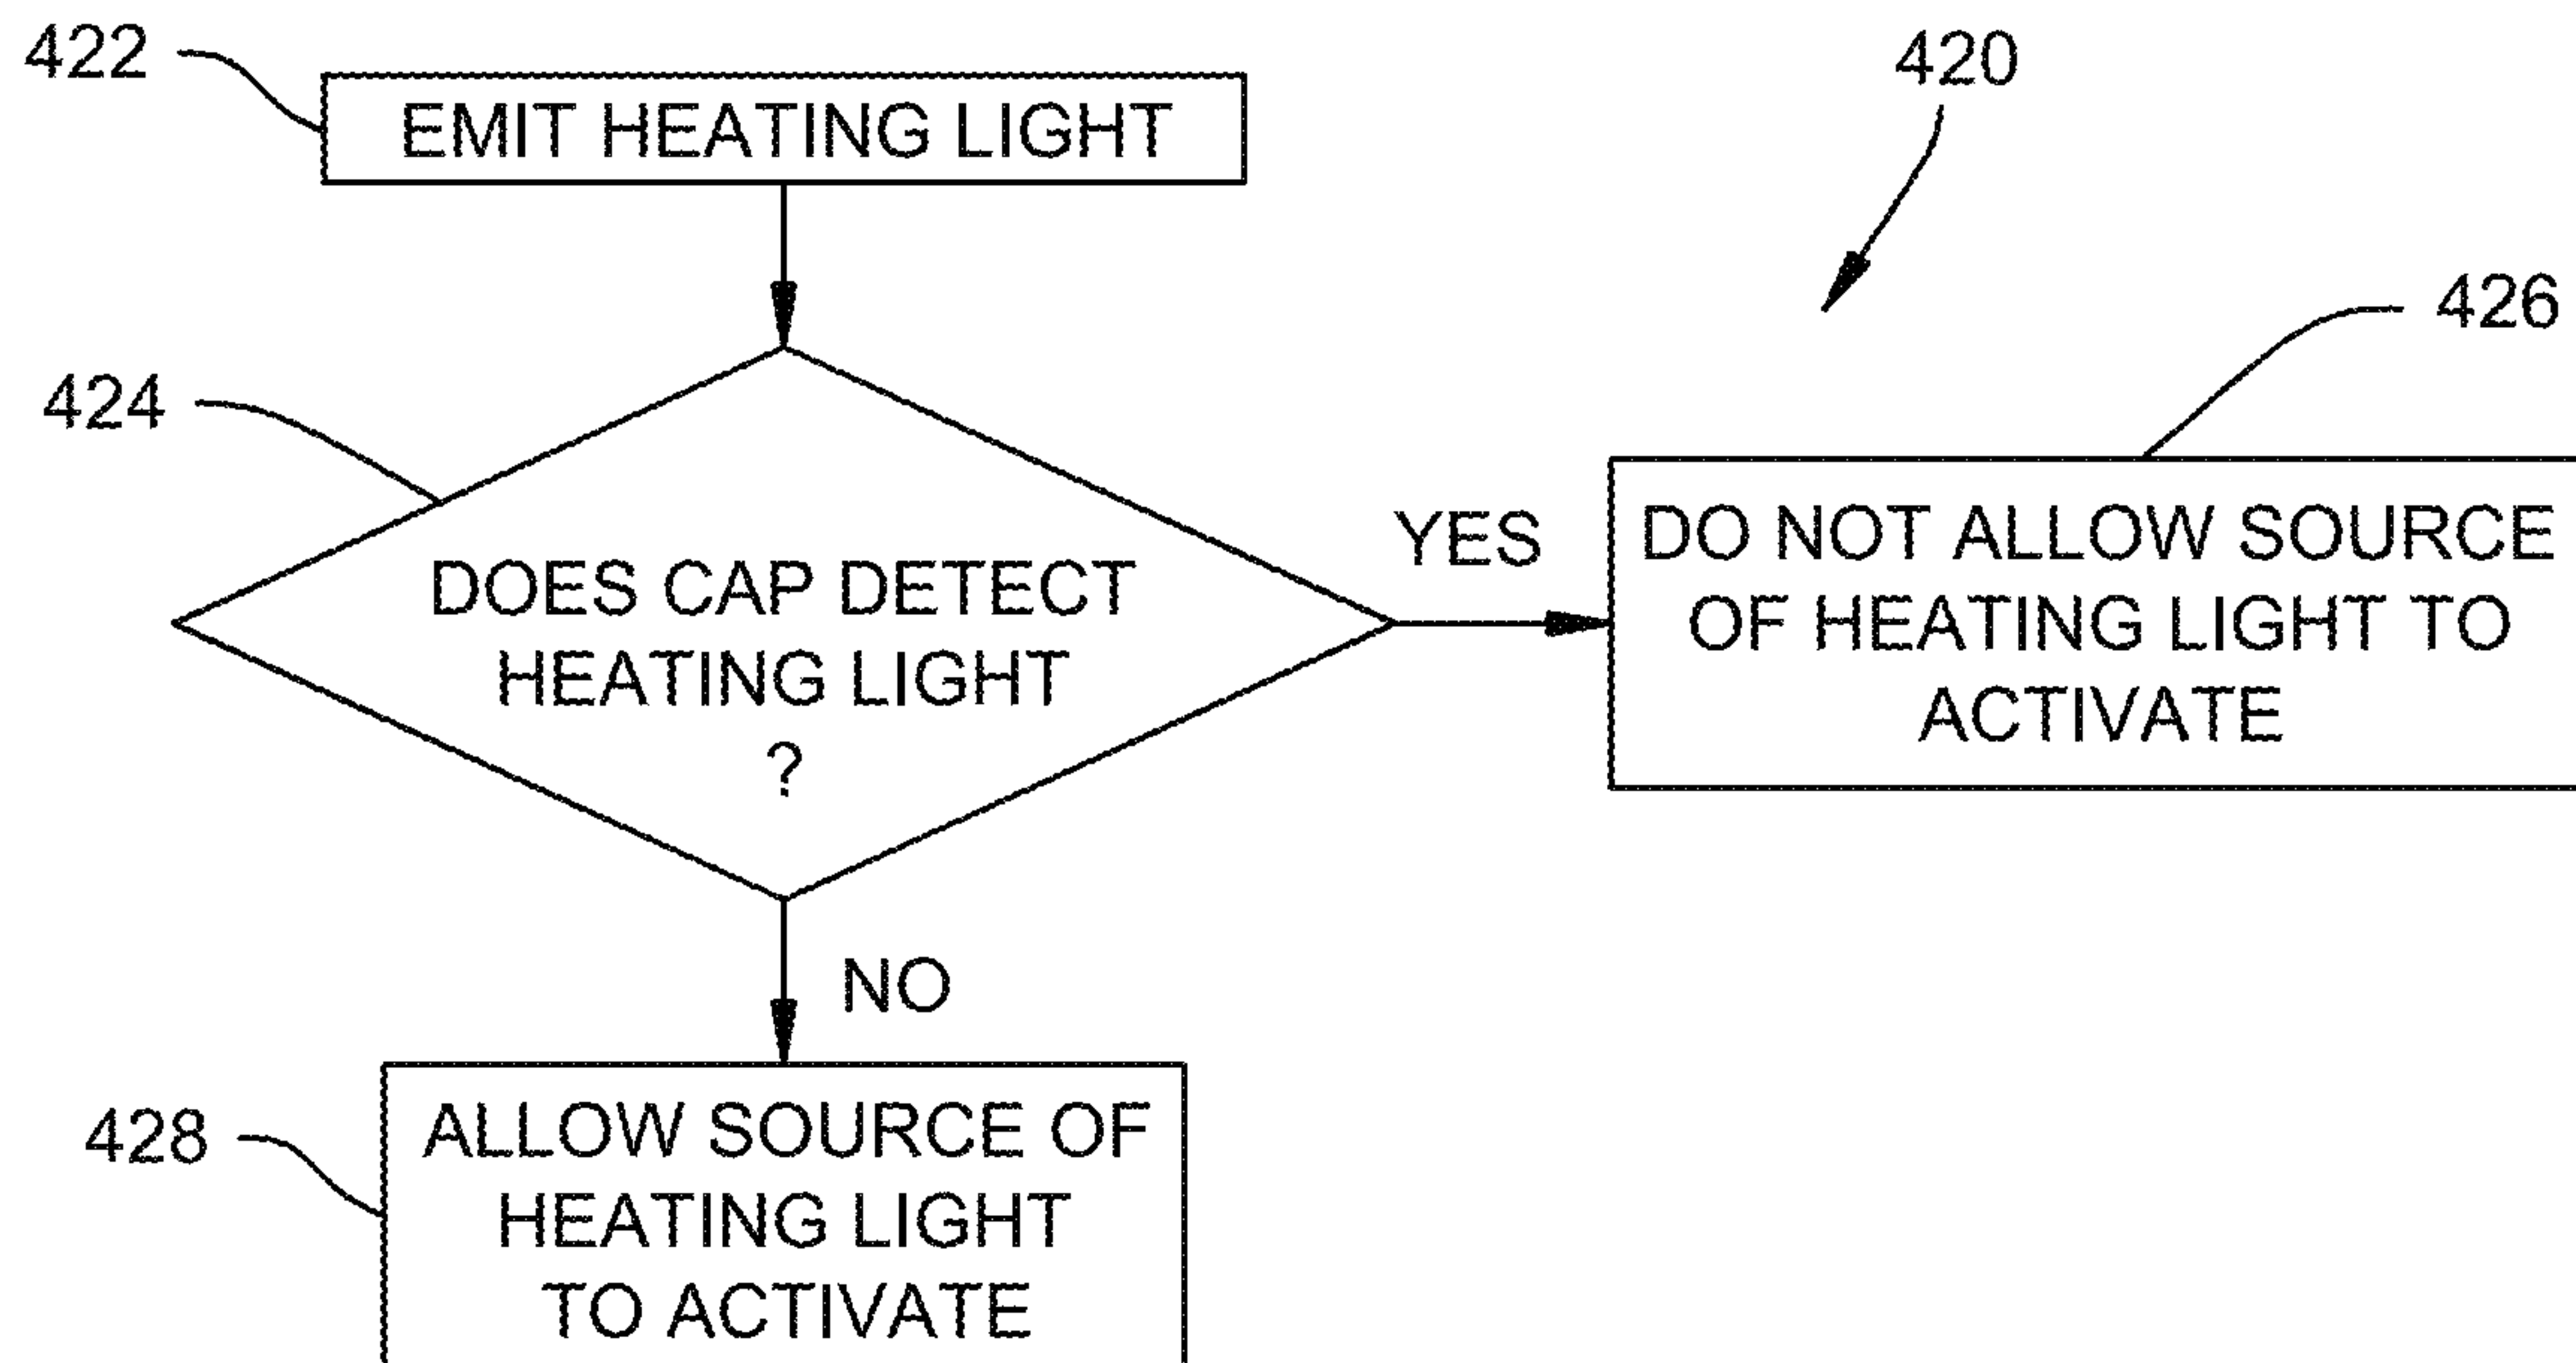 422
EMIT HEATING LIGHT
420
424
426
DOES CAP DETECT
HEATING LIGHT
?
YES
DO NOT ALLOW SOURCE
OF HEATING LIGHT TO
ACTIVATE
NO
428
ALLOW SOURCE OF
HEATING LIGHT
TO ACTIVATE